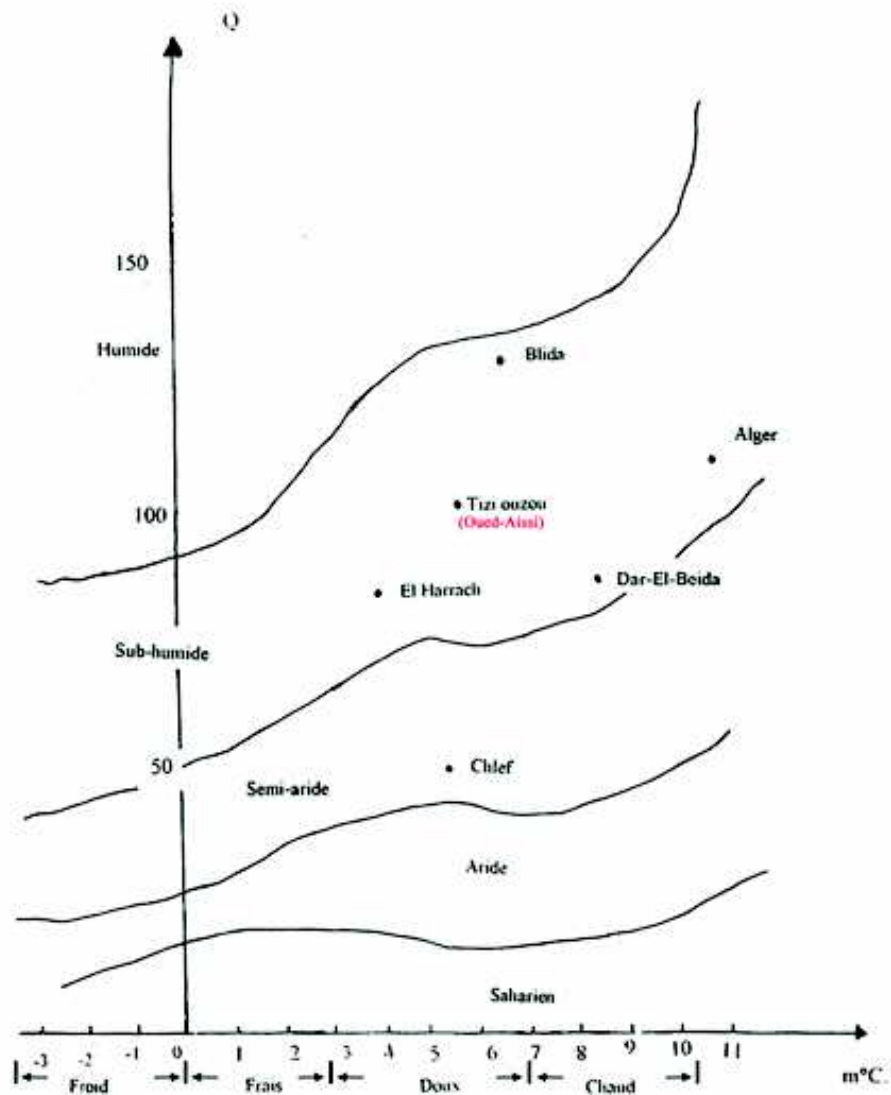 Q
150
Humide
Blida
Alger
100
Tizi ouzou
(Oued-Aissi)
El Harrach
Dar-El-Beida
Sub-humide
50
Chlef
Semi-aride
Aride
Saharien
-3 -2 -1 0 1 2 3 4 5 6 7 8 9 10 11
Froid Frais Doux Chaud m°C.